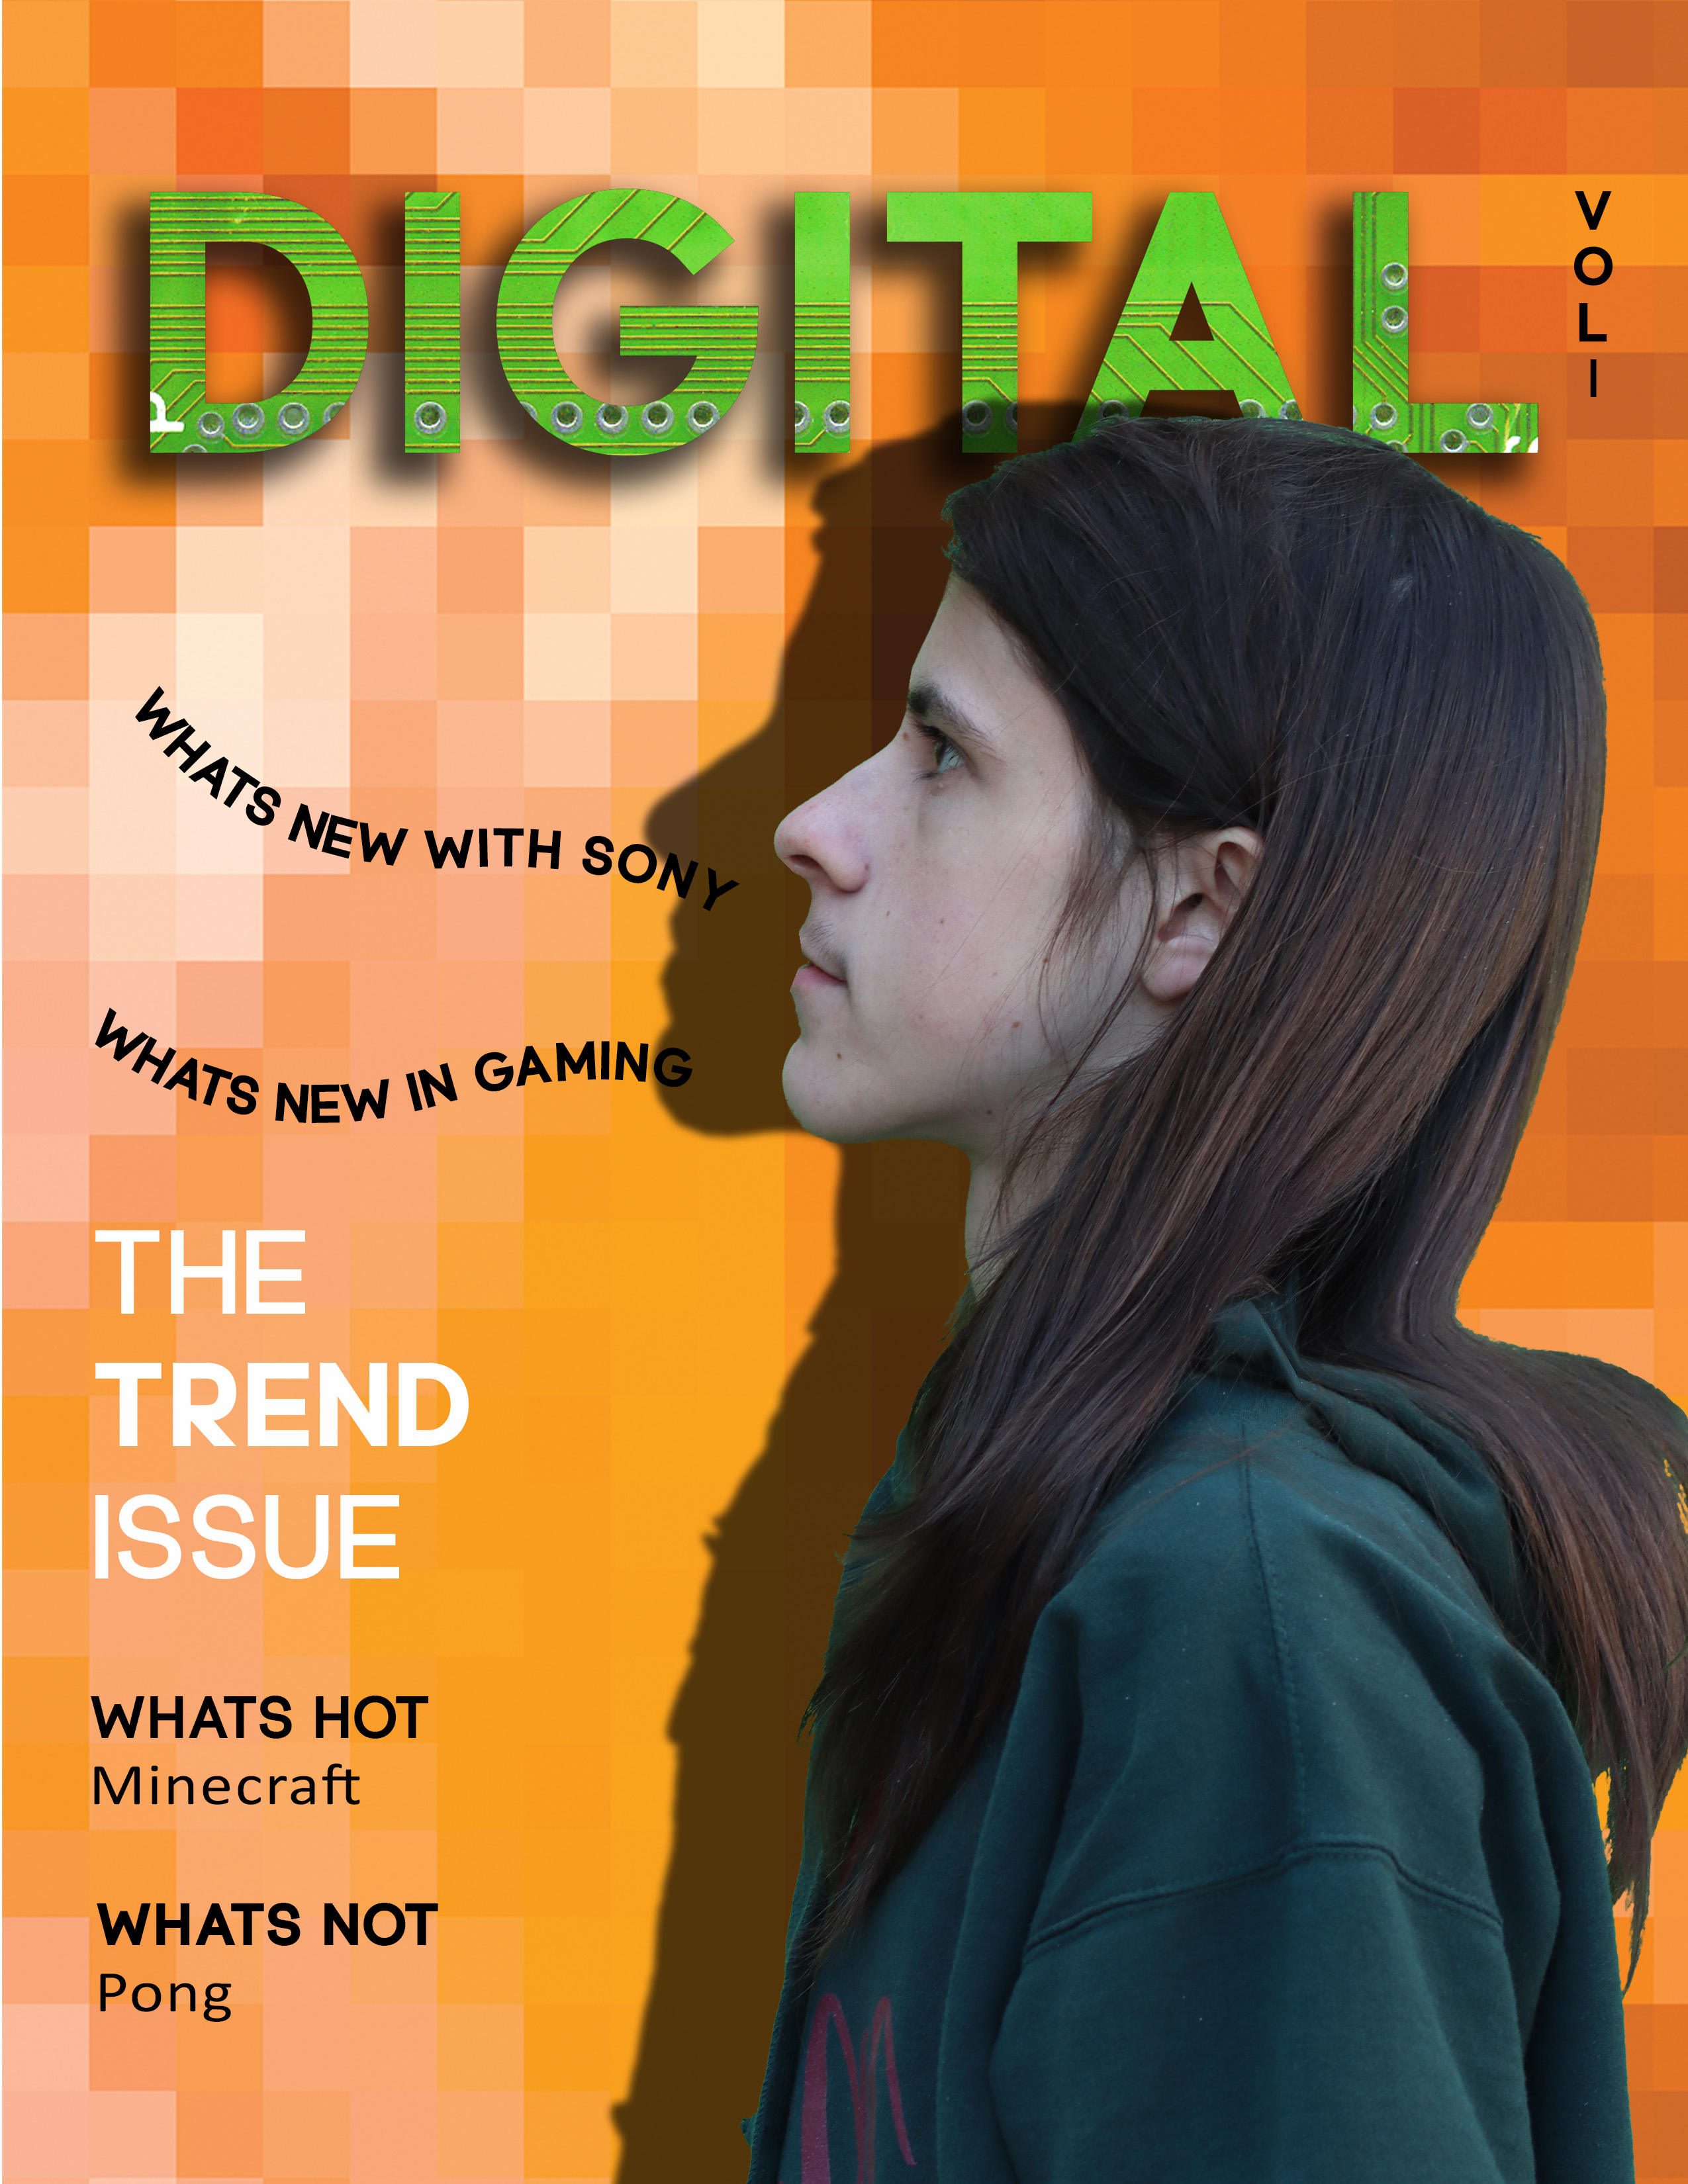 DIGITAL
VOL I
WHATS NEW WITH SONY
WHATS NEW IN GAMING
THE
TREND
ISSUE
WHATS HOT
Minecraft
WHATS NOT
Pong